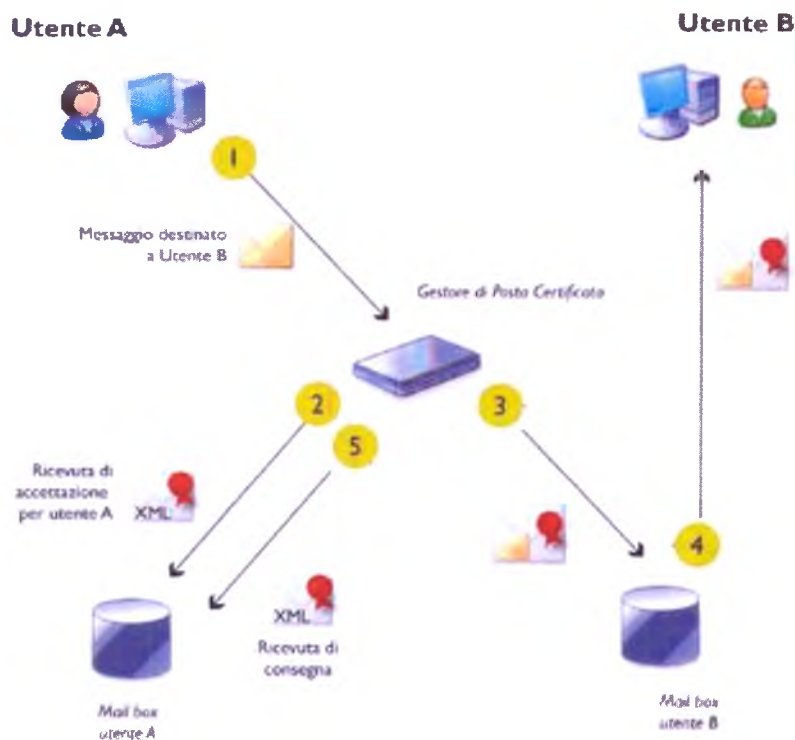 Utente A
Utente B
1
Messaggio destinato
a Utente B
Gestore di Posta Certificata
2
3
5
Ricevuta di
accettazione
per utente A
XML
4
XML
Ricevuta di
consegna
Mail box
utente A
Mail box
utente B